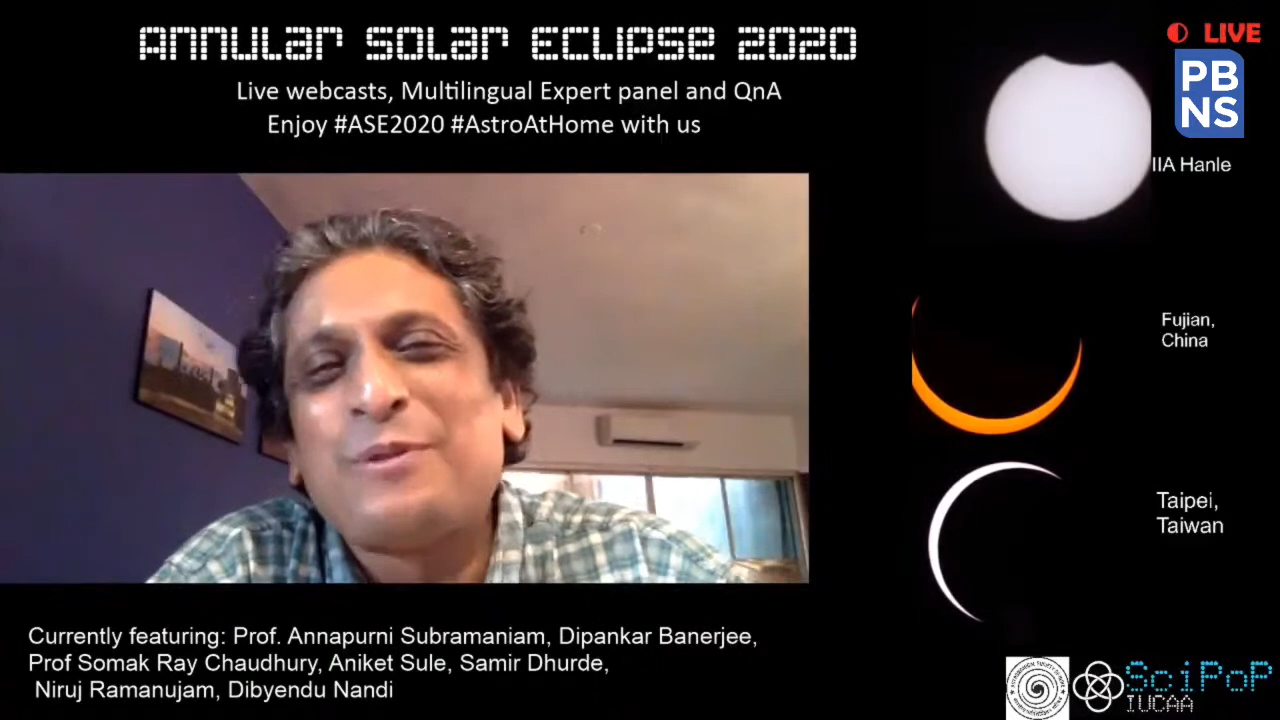 ANNULAR SOLAR ECLIPSE 2020
Live webcasts, Multilingual Expert panel and QnA
Enjoy #ASE2020 #AstroAtHome with us
LIVE
PB
NS
IIA Hanle
Fujian,
China
Taipei,
Taiwan
Currently featuring: Prof. Annapurni Subramaniam, Dipankar Banerjee,
Prof Somak Ray Chaudhury, Aniket Sule, Samir Dhurde,
Niruj Ramanujam, Dibyendu Nandi
SciPoP
IUCAA